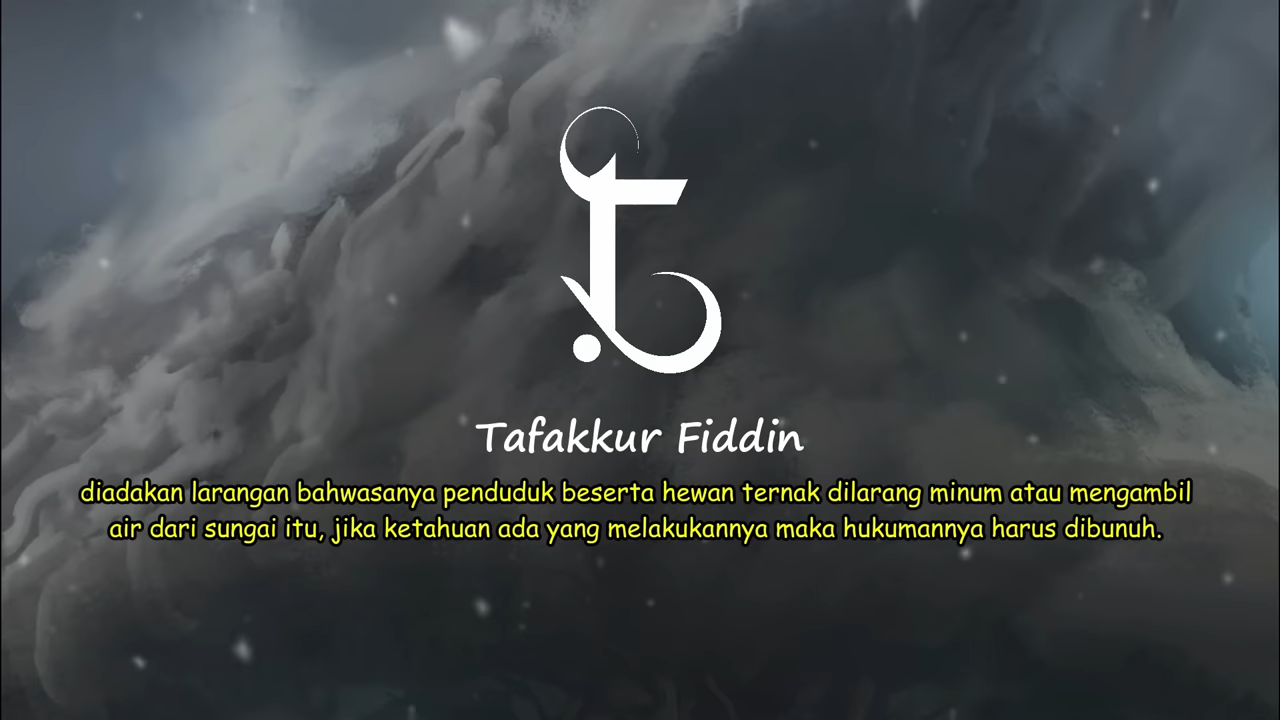 Tafakkur Fiddin
diadakan larangan bahwasanya penduduk beserta hewan ternak dilarang minum atau mengambil
air dari sungai itu, jika ketahuan ada yang melakukannya maka hukumannya harus dibunuh.